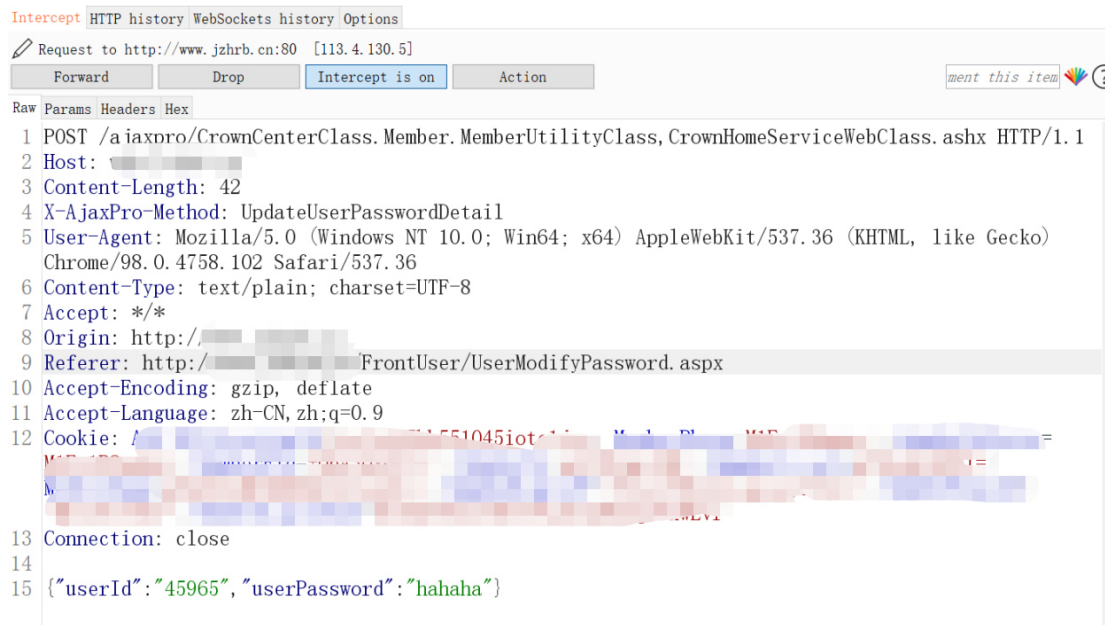 Intercept HTTP history WebSockets history Options
Request to http://www.jzhrb.cn:80 [113.4.130.5]
Forward Drop Intercept is on Action ment this item ?
Raw Params Headers Hex
1 POST /ajaxpro/CrownCenterClass.Member.MemberUtilityClass,CrownHomeServiceWebClass.ashx HTTP/1.1
2 Host:
3 Content-Length: 42
4 X-AjaxPro-Method: UpdateUserPasswordDetail
5 User-Agent: Mozilla/5.0 (Windows NT 10.0; Win64; x64) AppleWebKit/537.36 (KHTML, like Gecko)
Chrome/98.0.4758.102 Safari/537.36
6 Content-Type: text/plain; charset=UTF-8
7 Accept: */*
8 Origin: http:/
9 Referer: http:/ FrontUser/UserModifyPassword.aspx
10 Accept-Encoding: gzip, deflate
11 Accept-Language: zh-CN,zh;q=0.9
12 Cookie:
13 Connection: close
14
15 {"userId":"45965","userPassword":"hahaha"}